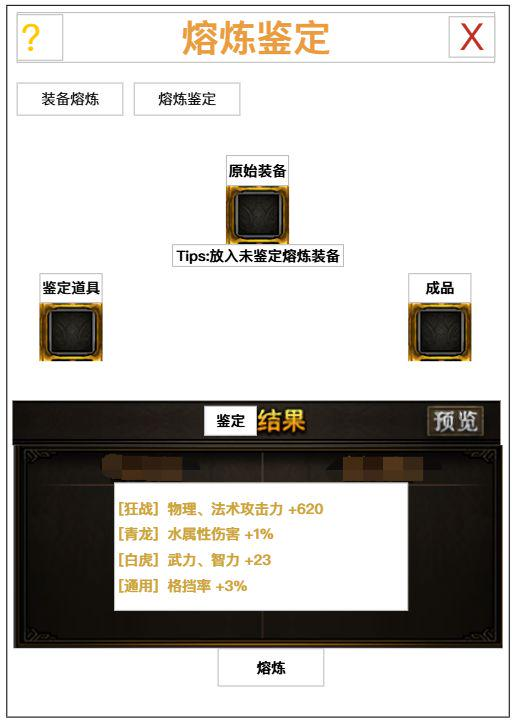 ?
熔炼鉴定
X
装备熔炼
熔炼鉴定
原始装备
Tips:放入未鉴定熔炼装备
鉴定道具
成品
鉴定结果
预览
[狂战] 物理、法术攻击力 +620
[青龙] 水属性伤害 +1%
[白虎] 武力、智力 +23
[通用] 格挡率 +3%
熔炼